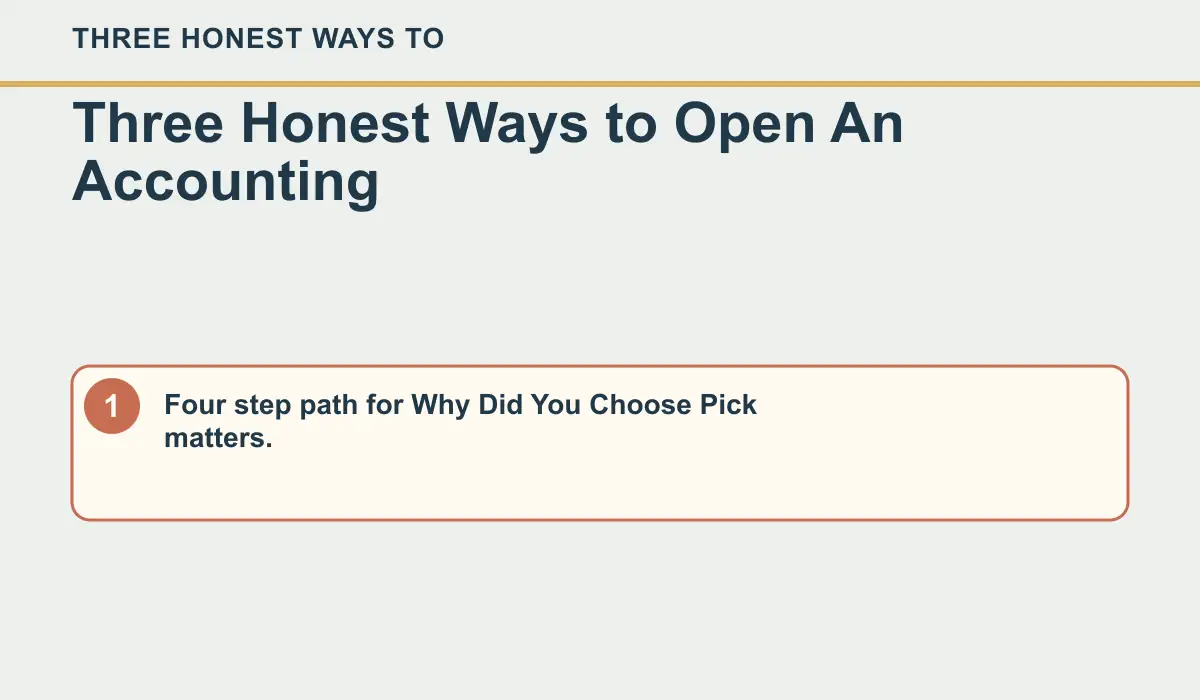 THREE HONEST WAYS TO
Three Honest Ways to Open An
Accounting
1
Four step path for Why Did You Choose Pick
matters.